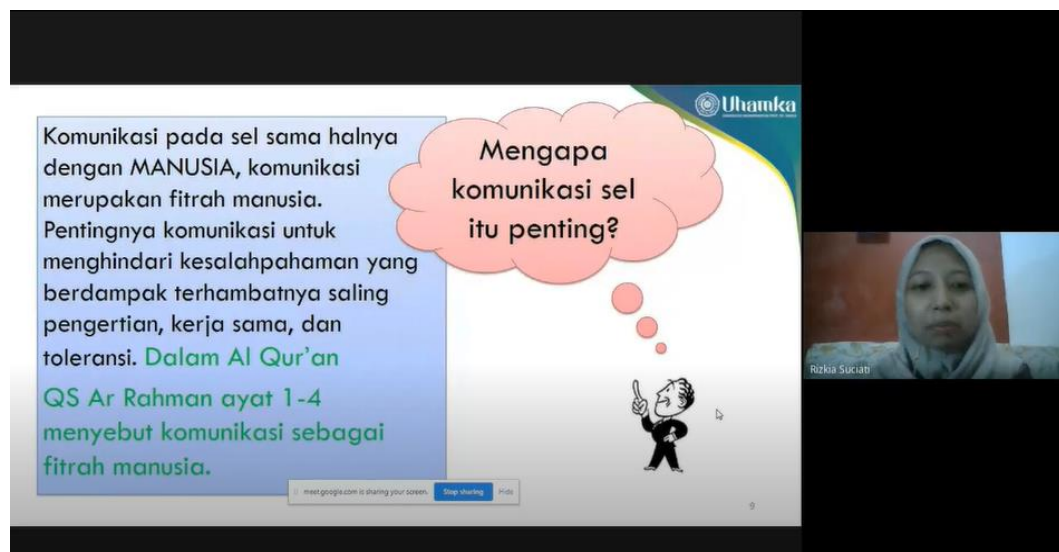 Uhamka
Komunikasi pada sel sama halnya
dengan MANUSIA, komunikasi
merupakan fitrah manusia.
Pentingnya komunikasi untuk
menghindari kesalahpahaman yang
berdampak terhambatnya saling
pengertian, kerja sama, dan
toleransi. Dalam Al Qur'an
QS Ar Rahman ayat 1-4
menyebut komunikasi sebagai
fitrah manusia.
Mengapa
komunikasi sel
itu penting?
Rizkia Suciati
meet.google.com is sharing your screen. Stop sharing Hide
9